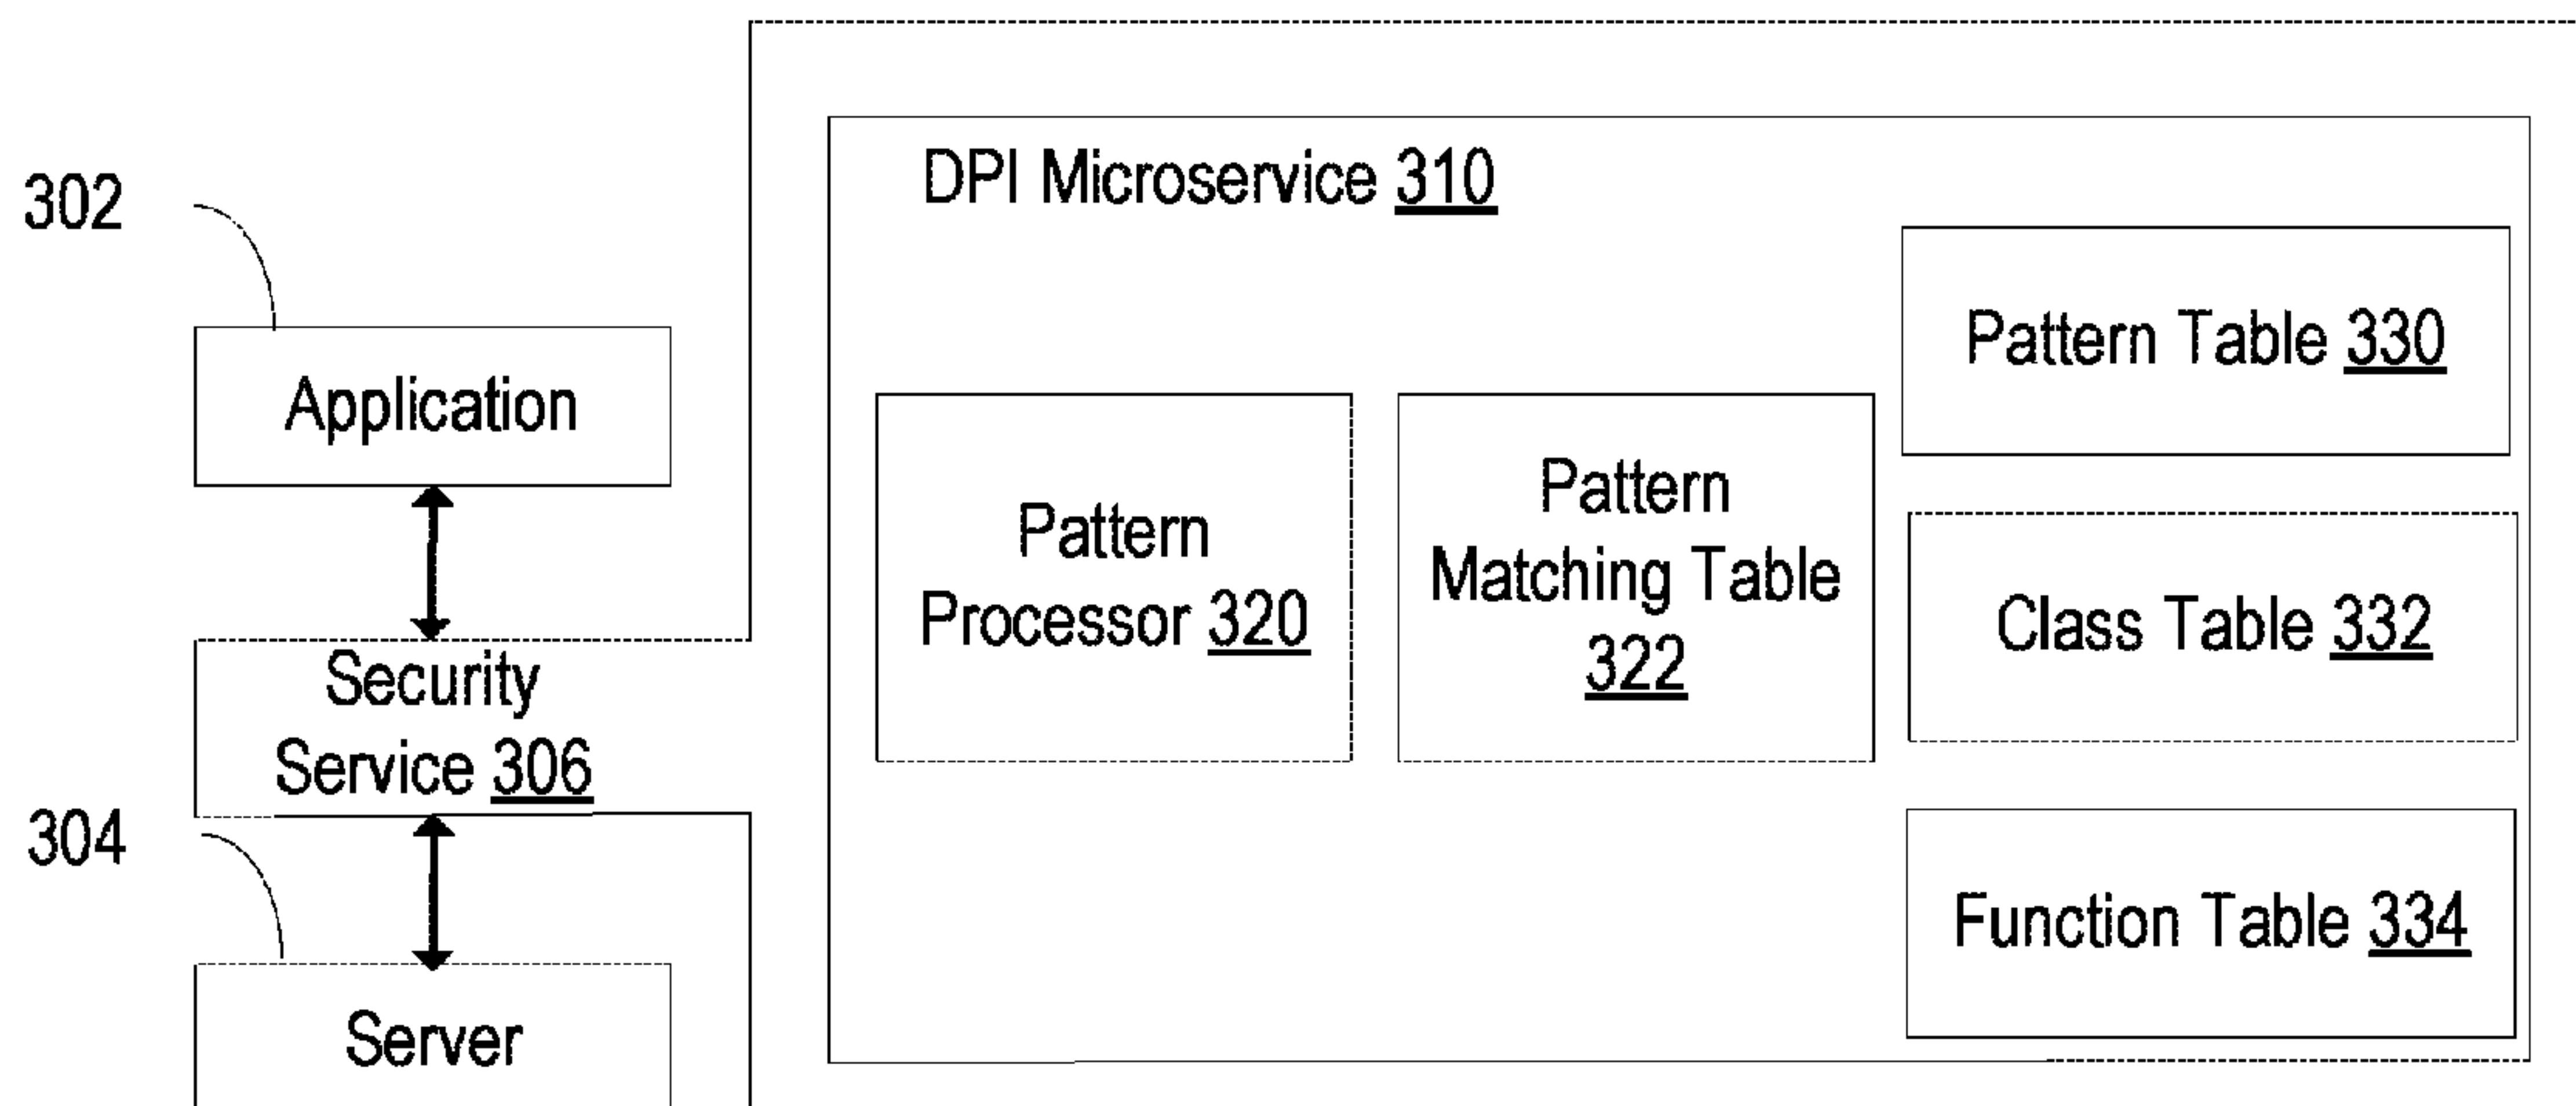 302
Application
Security
Service 306
304
Server
DPI Microservice 310
Pattern
Processor 320
Pattern
Matching Table
322
Pattern Table 330
Class Table 332
Function Table 334